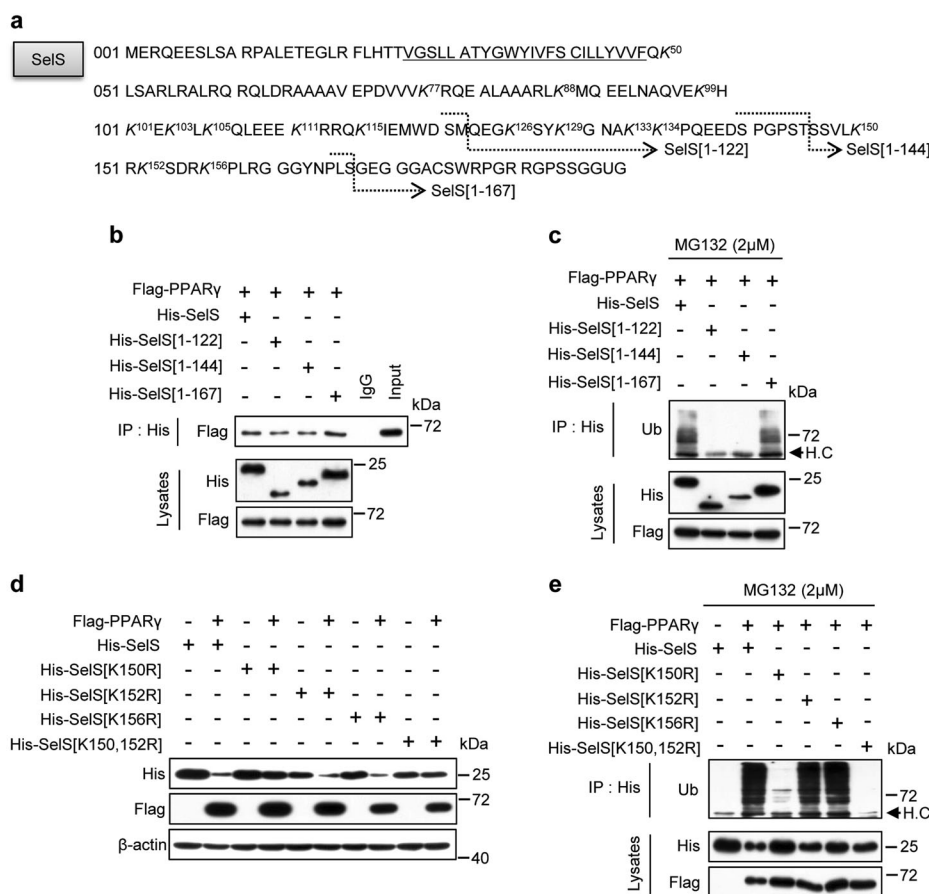 a
SelS
001 MERQEESLSA RPALETEGLR FLHTTVGSLL ATYGWYIVFS CILLYVVFQK⁵⁰
051 LSARLRALRQ RQLDRAAAAV EPDVVVK⁷⁷RQE ALAAARLK⁸⁸MQ EELNAQVEK⁹⁹H
101 K¹⁰¹EK¹⁰³LK¹⁰⁵QLEEE K¹¹¹RRQK¹¹⁵IEMWD SMQEGK¹²⁶SYK¹²⁹G NAK¹³³K¹³⁴PQEEDS PGPSTSSVLK¹⁵⁰
SelS[1-122] SelS[1-144]
151 RK¹⁵²SDRK¹⁵⁶PLRG GGYNPLSGEG GGACSWRPGR RGPSSGGUG
SelS[1-167]
b
Flag-PPARγ + + + +
His-SelS + - - -
His-SelS[1-122] - + - -
His-SelS[1-144] - - + -
His-SelS[1-167] - - - + IgG Input
kDa
IP : His Flag 72
Lysates His 25
Flag 72
c
MG132 (2μM)
Flag-PPARγ + + + +
His-SelS + - - -
His-SelS[1-122] - + - -
His-SelS[1-144] - - + -
His-SelS[1-167] - - - +
kDa
IP : His Ub 72
H.C
Lysates His 25
Flag 72
d
Flag-PPARγ - + - + - + - + - +
His-SelS + + - - - - - - - -
His-SelS[K150R] - - + + - - - - - -
His-SelS[K152R] - - - - + + - - - -
His-SelS[K156R] - - - - - - + + - -
His-SelS[K150,152R] - - - - - - - - + + kDa
His 25
Flag 72
β-actin
40
e
MG132 (2μM)
Flag-PPARγ - + + + + +
His-SelS + + - - - -
His-SelS[K150R] - - + - - -
His-SelS[K152R] - - - + - -
His-SelS[K156R] - - - - + -
His-SelS[K150,152R] - - - - - + kDa
IP : His Ub 72
H.C
Lysates His 25
Flag 72